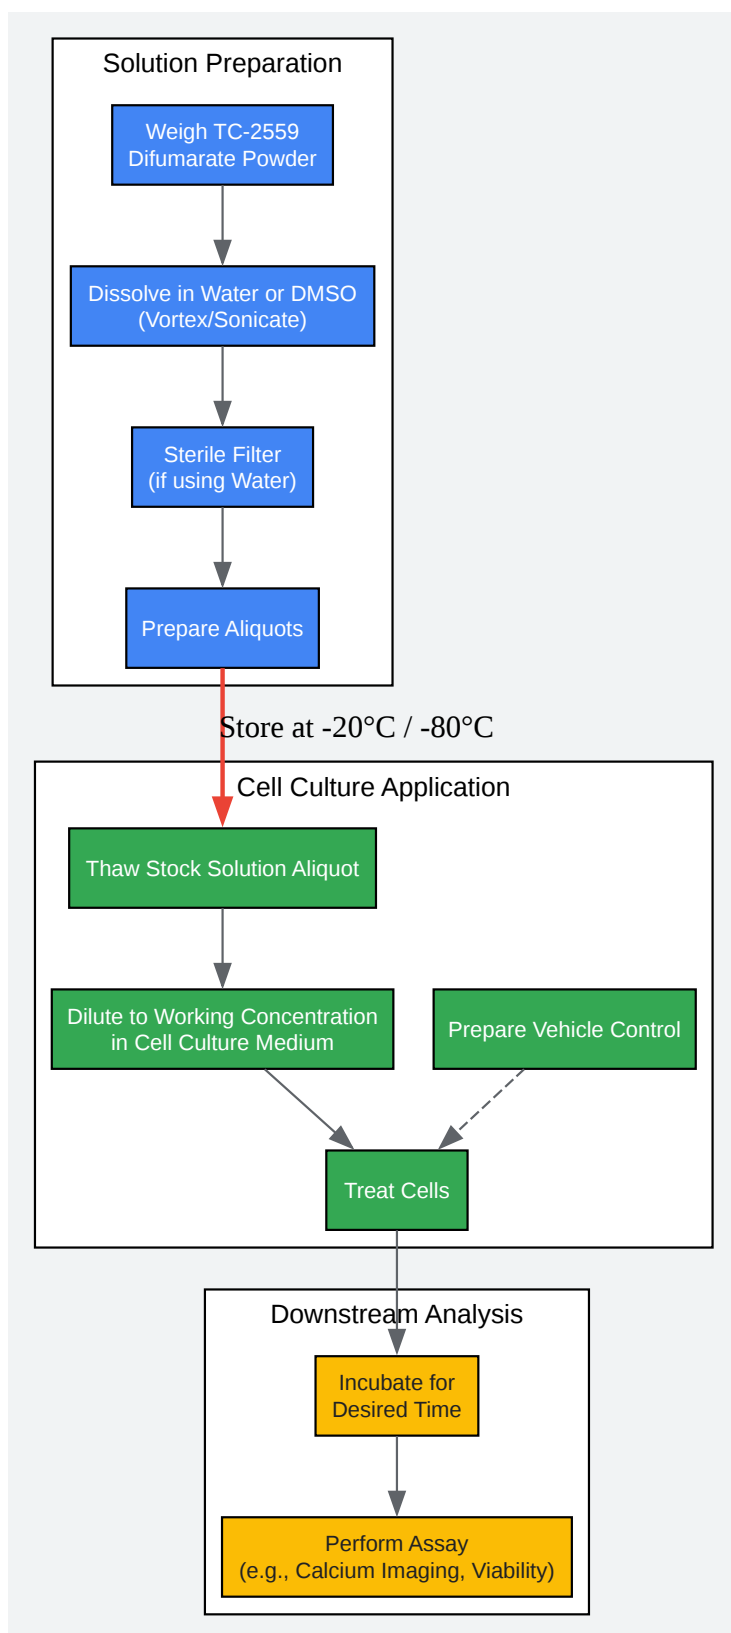 Solution Preparation
Weigh TC-2559
Difumarate Powder
Dissolve in Water or DMSO
(Vortex/Sonicate)
Sterile Filter
(if using Water)
Prepare Aliquots
Store at -20°C / -80°C
Cell Culture Application
Thaw Stock Solution Aliquot
Dilute to Working Concentration
in Cell Culture Medium
Prepare Vehicle Control
Treat Cells
Downstream Analysis
Incubate for
Desired Time
Perform Assay
(e.g., Calcium Imaging, Viability)